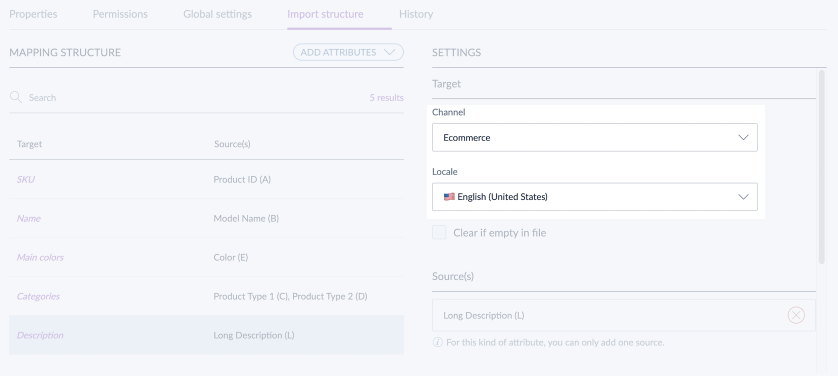 Properties Permissions Global settings Import structure History
MAPPING STRUCTURE ADD ATTRIBUTES
Search 5 results
Target Source(s)
SKU Product ID (A)
Name Model Name (B)
Main colors Color (E)
Categories Product Type 1 (C), Product Type 2 (D)
Description Long Description (L)
SETTINGS
Target
Channel
Ecommerce
Locale
English (United States)
Clear if empty in file
Source(s)
Long Description (L)
For this kind of attribute, you can only add one source.